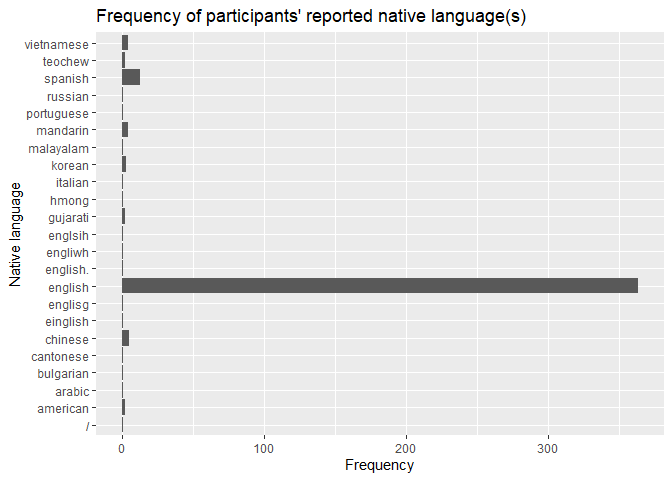 Frequency of participants' reported native language(s)
vietnamese
teochew
spanish
russian
portuguese
mandarin
malayalam
korean
italian
hmong
gujarati
englsih
engliwh
english.
english
englisg
einglish
chinese
cantonese
bulgarian
arabic
american
/
Native language
0 100 200 300
Frequency